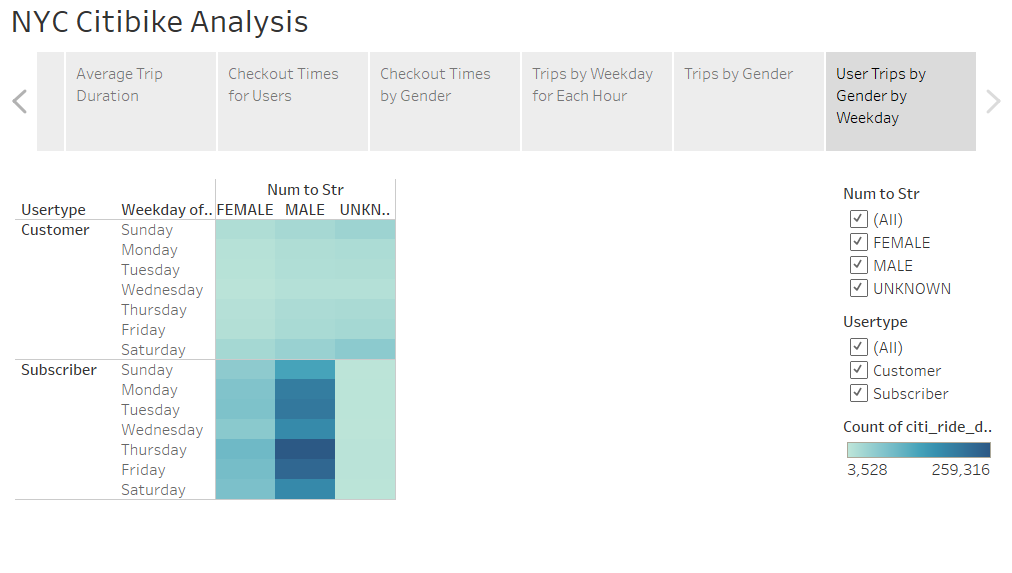 NYC Citibike Analysis
Average Trip
Duration
Checkout Times
for Users
Checkout Times
by Gender
Trips by Weekday
for Each Hour
Trips by Gender
User Trips by
Gender by
Weekday
Num to Str
Usertype Weekday of.. FEMALE MALE UNKN..
Customer Sunday
Monday
Tuesday
Wednesday
Thursday
Friday
Saturday
Subscriber Sunday
Monday
Tuesday
Wednesday
Thursday
Friday
Saturday
Num to Str
(All)
FEMALE
MALE
UNKNOWN
Usertype
(All)
Customer
Subscriber
Count of citi_ride_d..
3,528 259,316